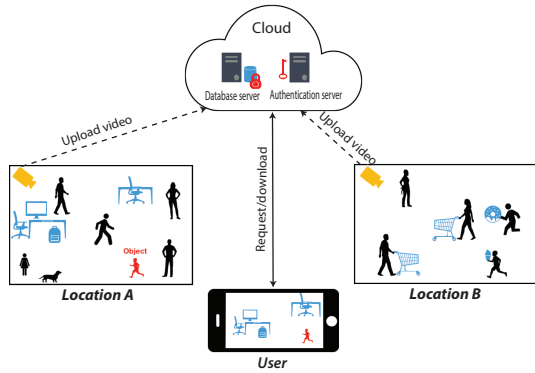 Cloud
Database server
Authentication server
Upload video
Request/download
Upload video
Object
Location A
Location B
User